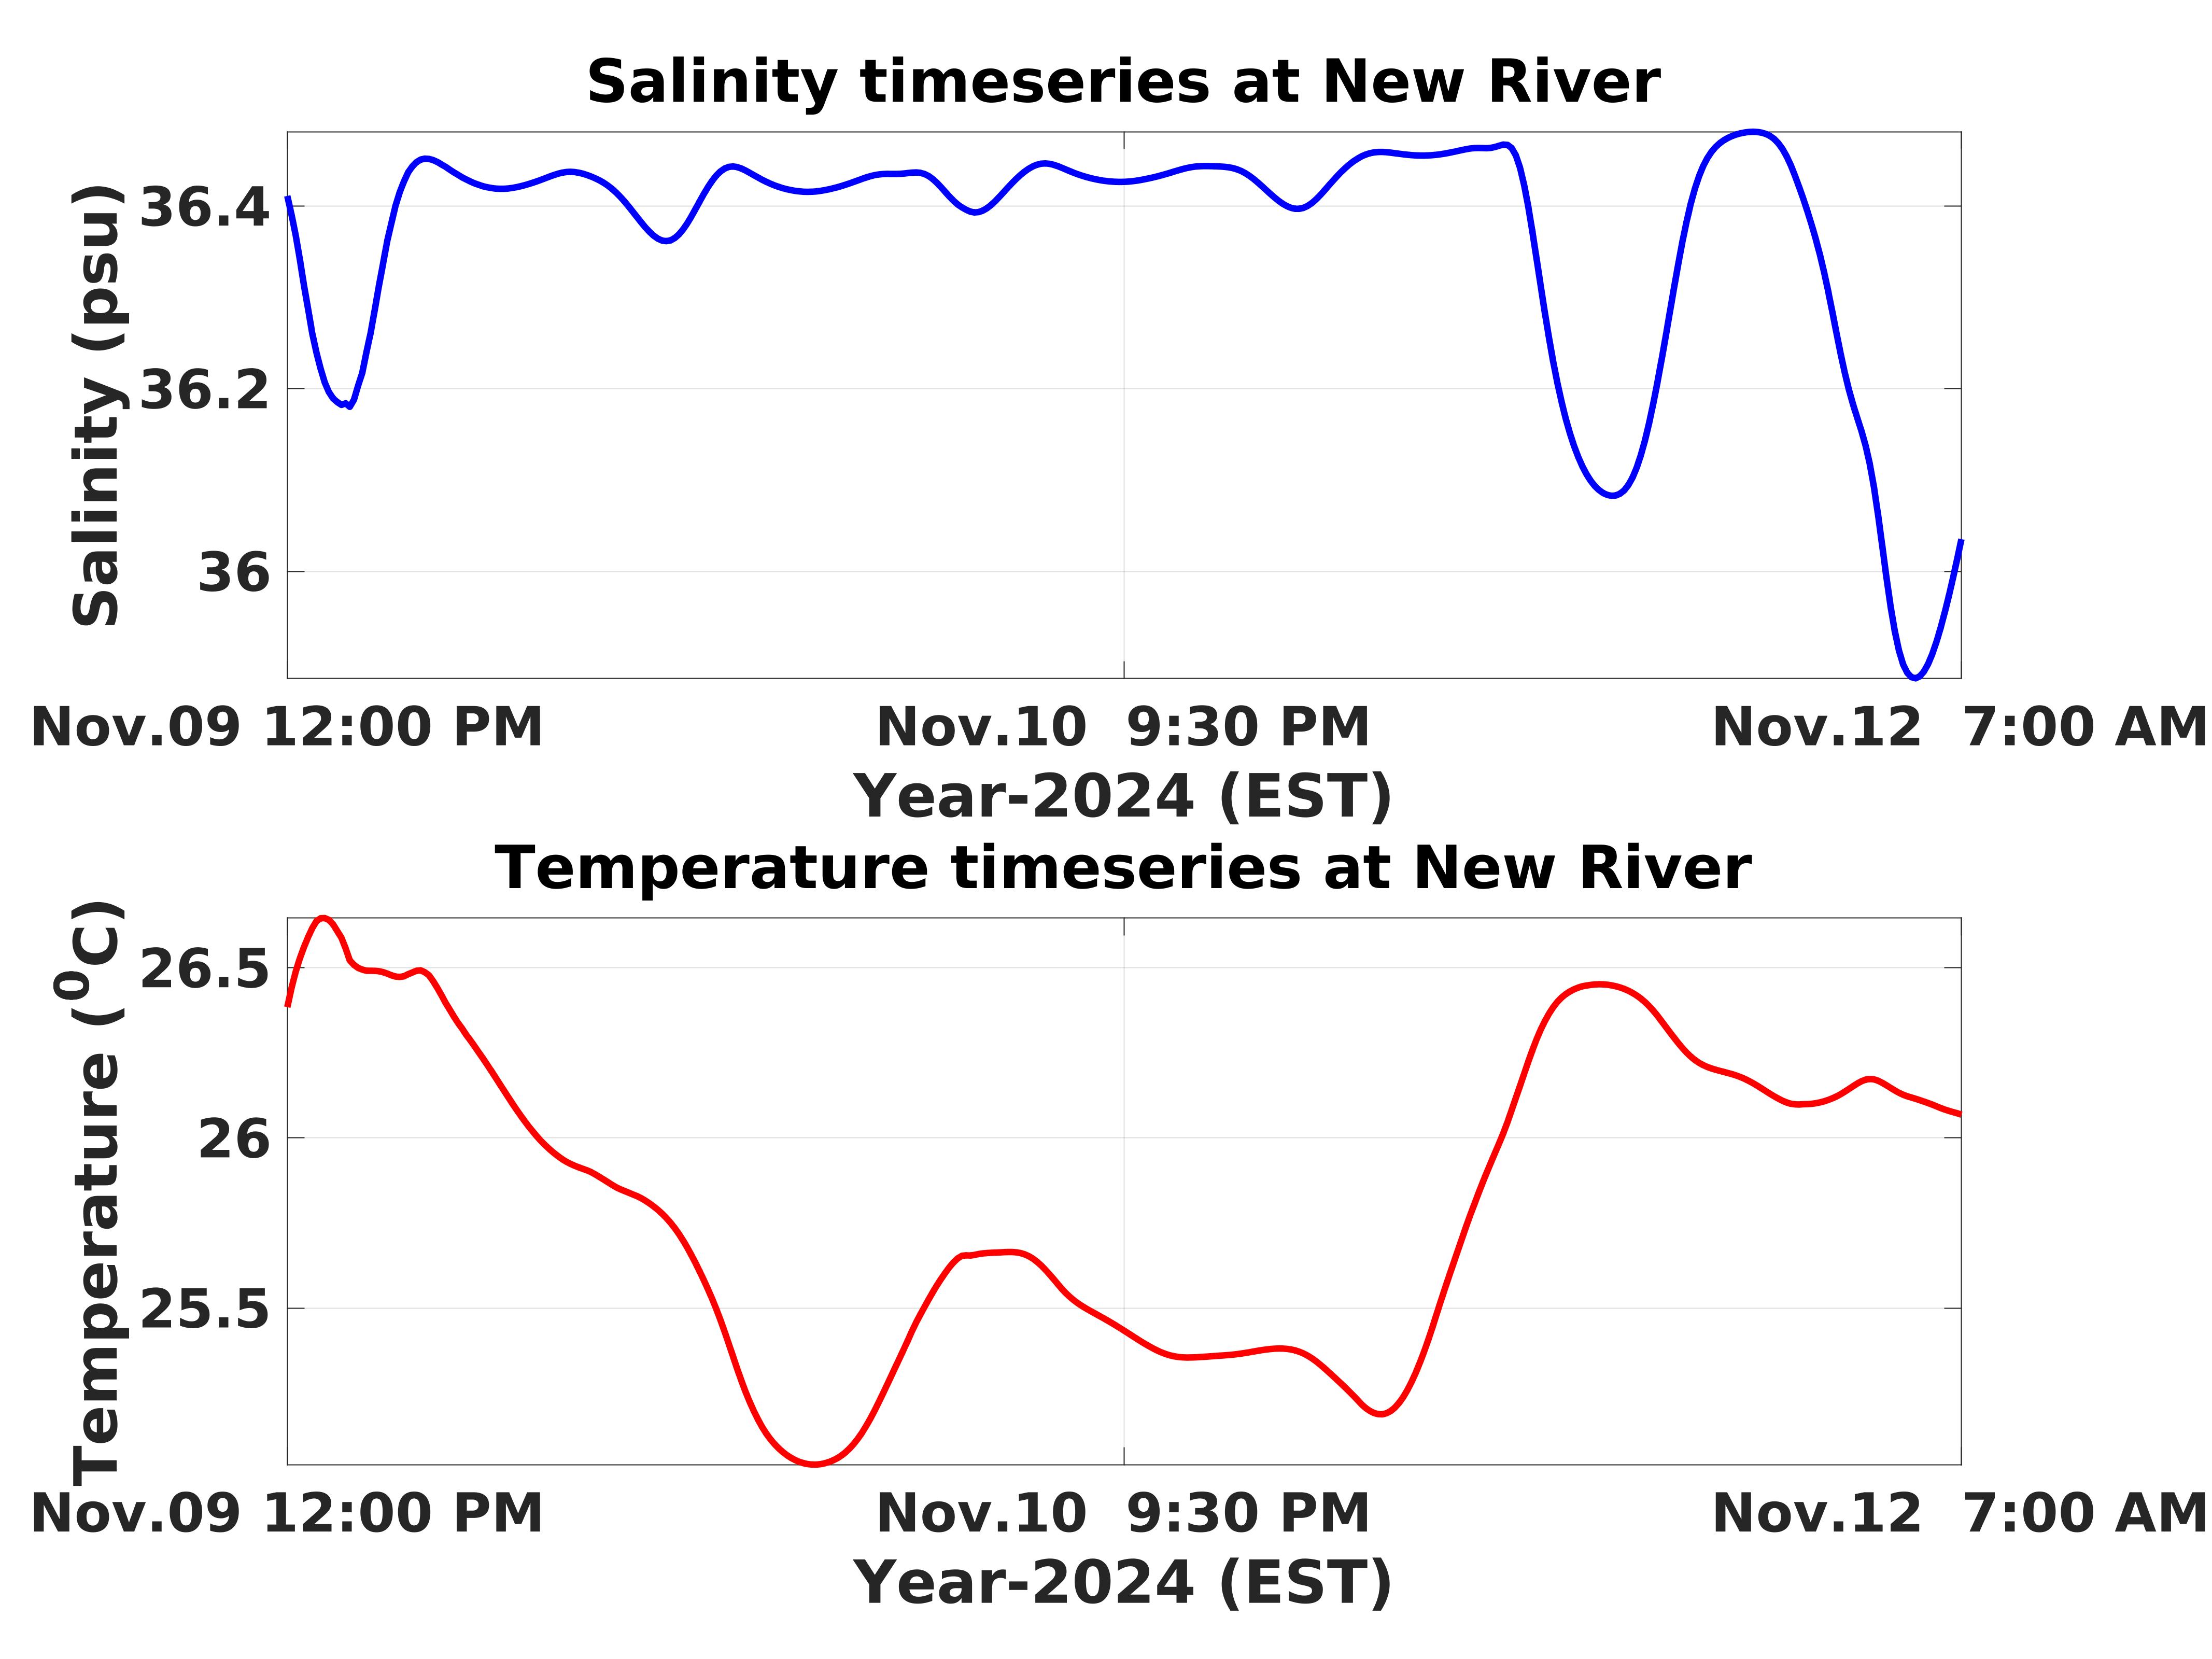 Salinity timeseries at New River
Salinity (psu)
36.4
36.2
36
Nov.09 12:00 PM
Nov.10  9:30 PM
Nov.12  7:00 AM
Year-2024 (EST)
Temperature timeseries at New River
Temperature (⁰C)
26.5
26
25.5
Nov.09 12:00 PM
Nov.10  9:30 PM
Nov.12  7:00 AM
Year-2024 (EST)